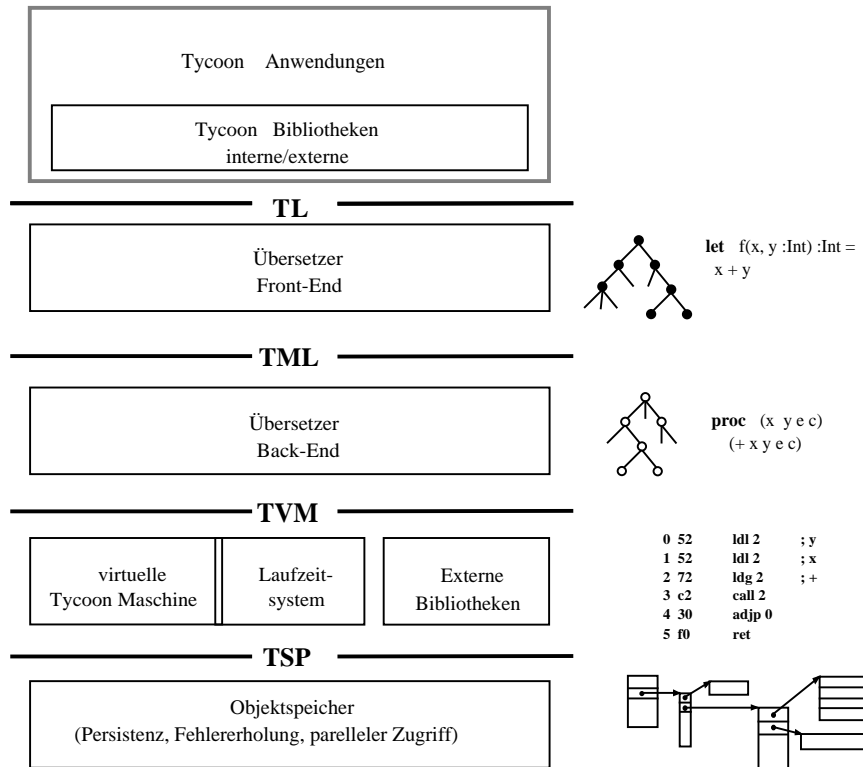 Tycoon Anwendungen
Tycoon Bibliotheken
interne/externe
TL
Übersetzer
Front-End
let f(x, y :Int) :Int =
x + y
TML
Übersetzer
Back-End
proc (x y e c)
(+ x y e c)
TVM
virtuelle
Tycoon Maschine
Laufzeit-
system
Externe
Bibliotheken
0 52 ldl 2 ; y
1 52 ldl 2 ; x
2 72 ldg 2 ; +
3 c2 call 2
4 30 adjp 0
5 f0 ret
TSP
Objektspeicher
(Persistenz, Fehlererholung, parelleler Zugriff)